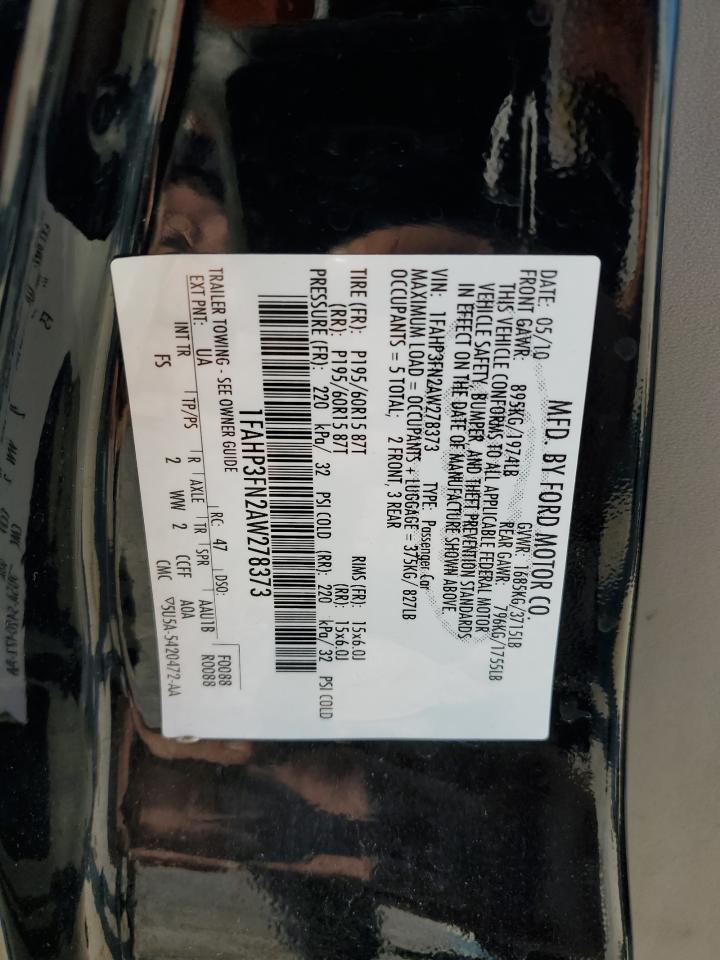 MFD. BY FORD MOTOR CO.
DATE: 05/10 GVWR: 1685KG/3715LB
FRONT GAWR: 895KG/1974LB REAR GAWR: 796KG/1755LB
THIS VEHICLE CONFORMS TO ALL APPLICABLE FEDERAL MOTOR
VEHICLE SAFETY, BUMPER, AND THEFT PREVENTION STANDARDS
IN EFFECT ON THE DATE OF MANUFACTURE SHOWN ABOVE.
VIN: 1FAHP3FN2AW278373 TYPE: Passenger Car
MAXIMUM LOAD = OCCUPANTS + LUGGAGE = 375KG/ 827LB
OCCUPANTS = 5 TOTAL; 2 FRONT, 3 REAR
TIRE (FR): P195/60R15 87T RIMS (FR): 15x6.0J
(RR): P195/60R15 87T (RR): 15x6.0J
PRESSURE (FR): 220 kPa/ 32 PSI COLD (RR): 220 kPa/ 32 PSI COLD
1FAHP3FN2AW278373
TRAILER TOWING - SEE OWNER GUIDE
EXT PNT: UA RC: 47 DSO: F0088
R0088
INT TR TP/PS R AXLE TR SPR AAU1B
FS 2 WW 2 CCFF AOA
CMC ▽5U5A-5420472-AA